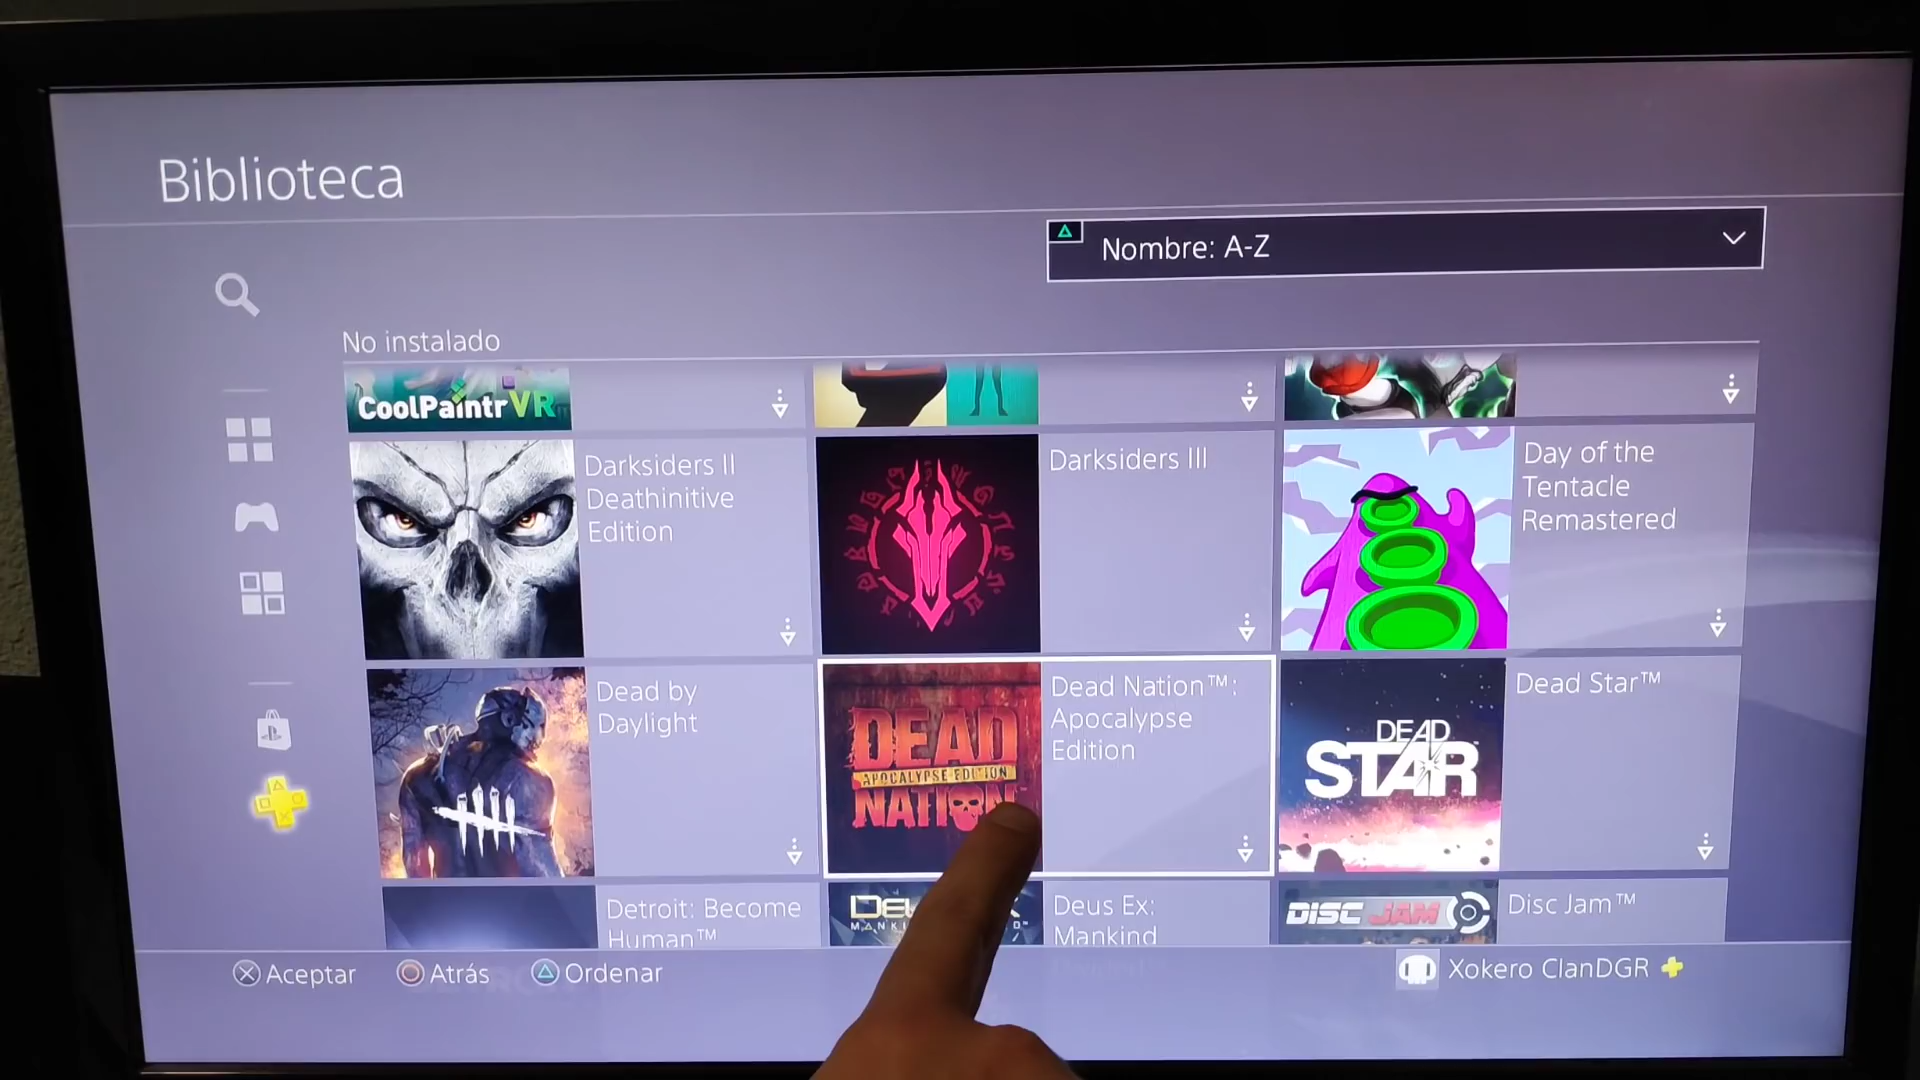 Biblioteca
Nombre: A-Z
No instalado
CoolPaintr VR
Darksiders II
Deathinitive
Edition
Darksiders III
Day of the
Tentacle
Remastered
Dead by
Daylight
DEAD
APOCALYPSE EDITION
NATION
Dead Nation™:
Apocalypse
Edition
DEAD
STAR
Dead Star™
Detroit: Become
Human™
Deus Ex:
Mankind
DISC JAM
Disc Jam™
Aceptar
Atrás
Ordenar
Xokero ClanDGR